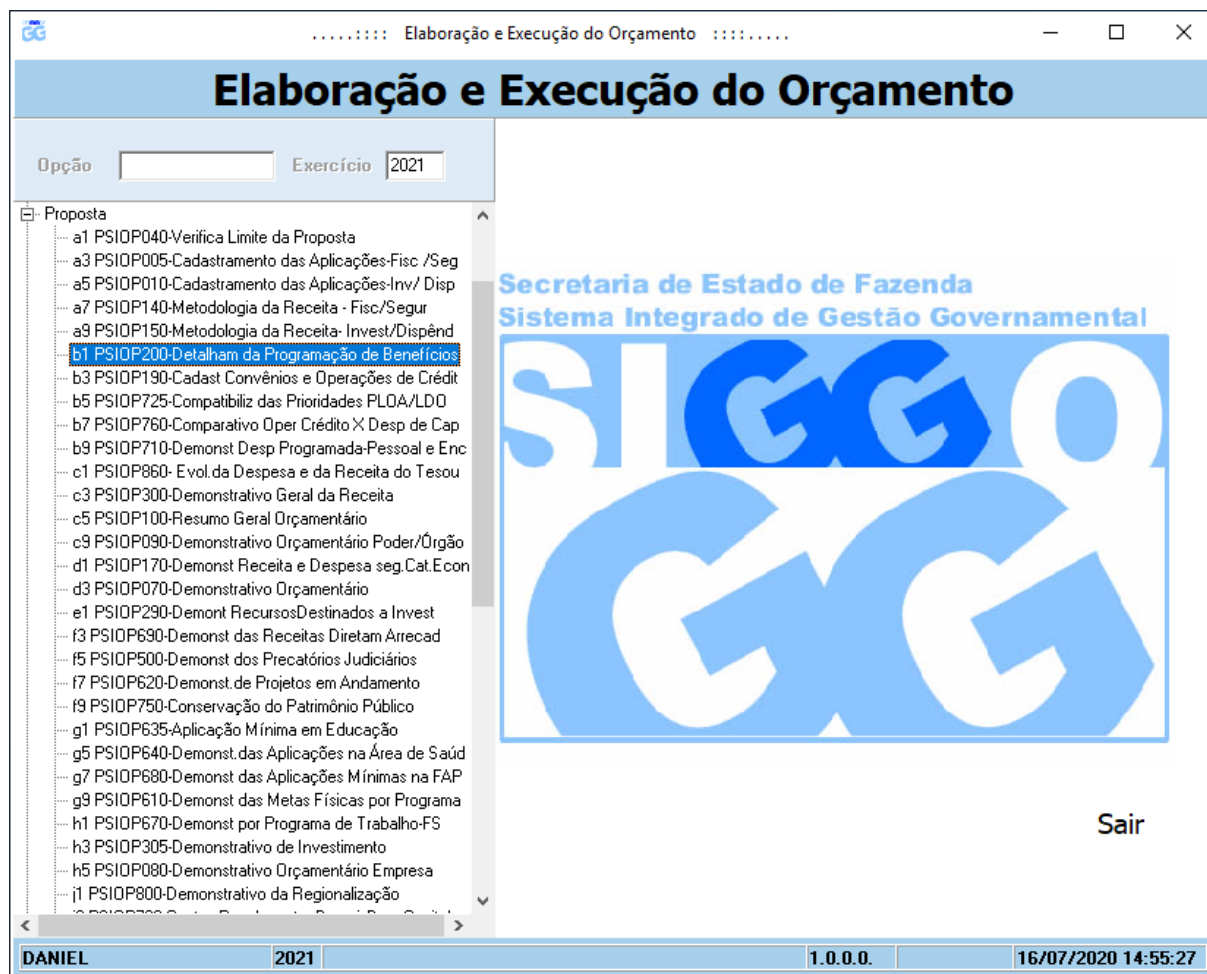 .....:::: Elaboração e Execução do Orçamento ::::.....
Elaboração e Execução do Orçamento
Opção Exercício 2021
Proposta
a1 PSIOP040-Verifica Limite da Proposta
a3 PSIOP005-Cadastramento das Aplicações-Fisc /Seg
a5 PSIOP010-Cadastramento das Aplicações-Inv/ Disp
a7 PSIOP140-Metodologia da Receita - Fisc/Segur
a9 PSIOP150-Metodologia da Receita- Invest/Dispênd
b1 PSIOP200-Detalham da Programação de Benefícios
b3 PSIOP190-Cadast Convênios e Operações de Crédit
b5 PSIOP725-Compatibiliz das Prioridades PLOA/LDO
b7 PSIOP760-Comparativo Oper Crédito X Desp de Cap
b9 PSIOP710-Demonst Desp Programada-Pessoal e Enc
c1 PSIOP860- Evol.da Despesa e da Receita do Tesou
c3 PSIOP300-Demonstrativo Geral da Receita
c5 PSIOP100-Resumo Geral Orçamentário
c9 PSIOP090-Demonstrativo Orçamentário Poder/Órgão
d1 PSIOP170-Demonst Receita e Despesa seg.Cat.Econ
d3 PSIOP070-Demonstrativo Orçamentário
e1 PSIOP290-Demont RecursosDestinados a Invest
f3 PSIOP690-Demonst das Receitas Diretam Arrecad
f5 PSIOP500-Demonst dos Precatórios Judiciários
f7 PSIOP620-Demonst.de Projetos em Andamento
f9 PSIOP750-Conservação do Patrimônio Público
g1 PSIOP635-Aplicação Mínima em Educação
g5 PSIOP640-Demonst.das Aplicações na Área de Saúd
g7 PSIOP680-Demonst das Aplicações Mínimas na FAP
g9 PSIOP610-Demonst das Metas Físicas por Programa
h1 PSIOP670-Demonst por Programa de Trabalho-FS
h3 PSIOP305-Demonstrativo de Investimento
h5 PSIOP080-Demonstrativo Orçamentário Empresa
j1 PSIOP800-Demonstrativo da Regionalização
Secretaria de Estado de Fazenda
Sistema Integrado de Gestão Governamental
SIGGO
GG
Sair
DANIEL 2021 1.0.0.0. 16/07/2020 14:55:27